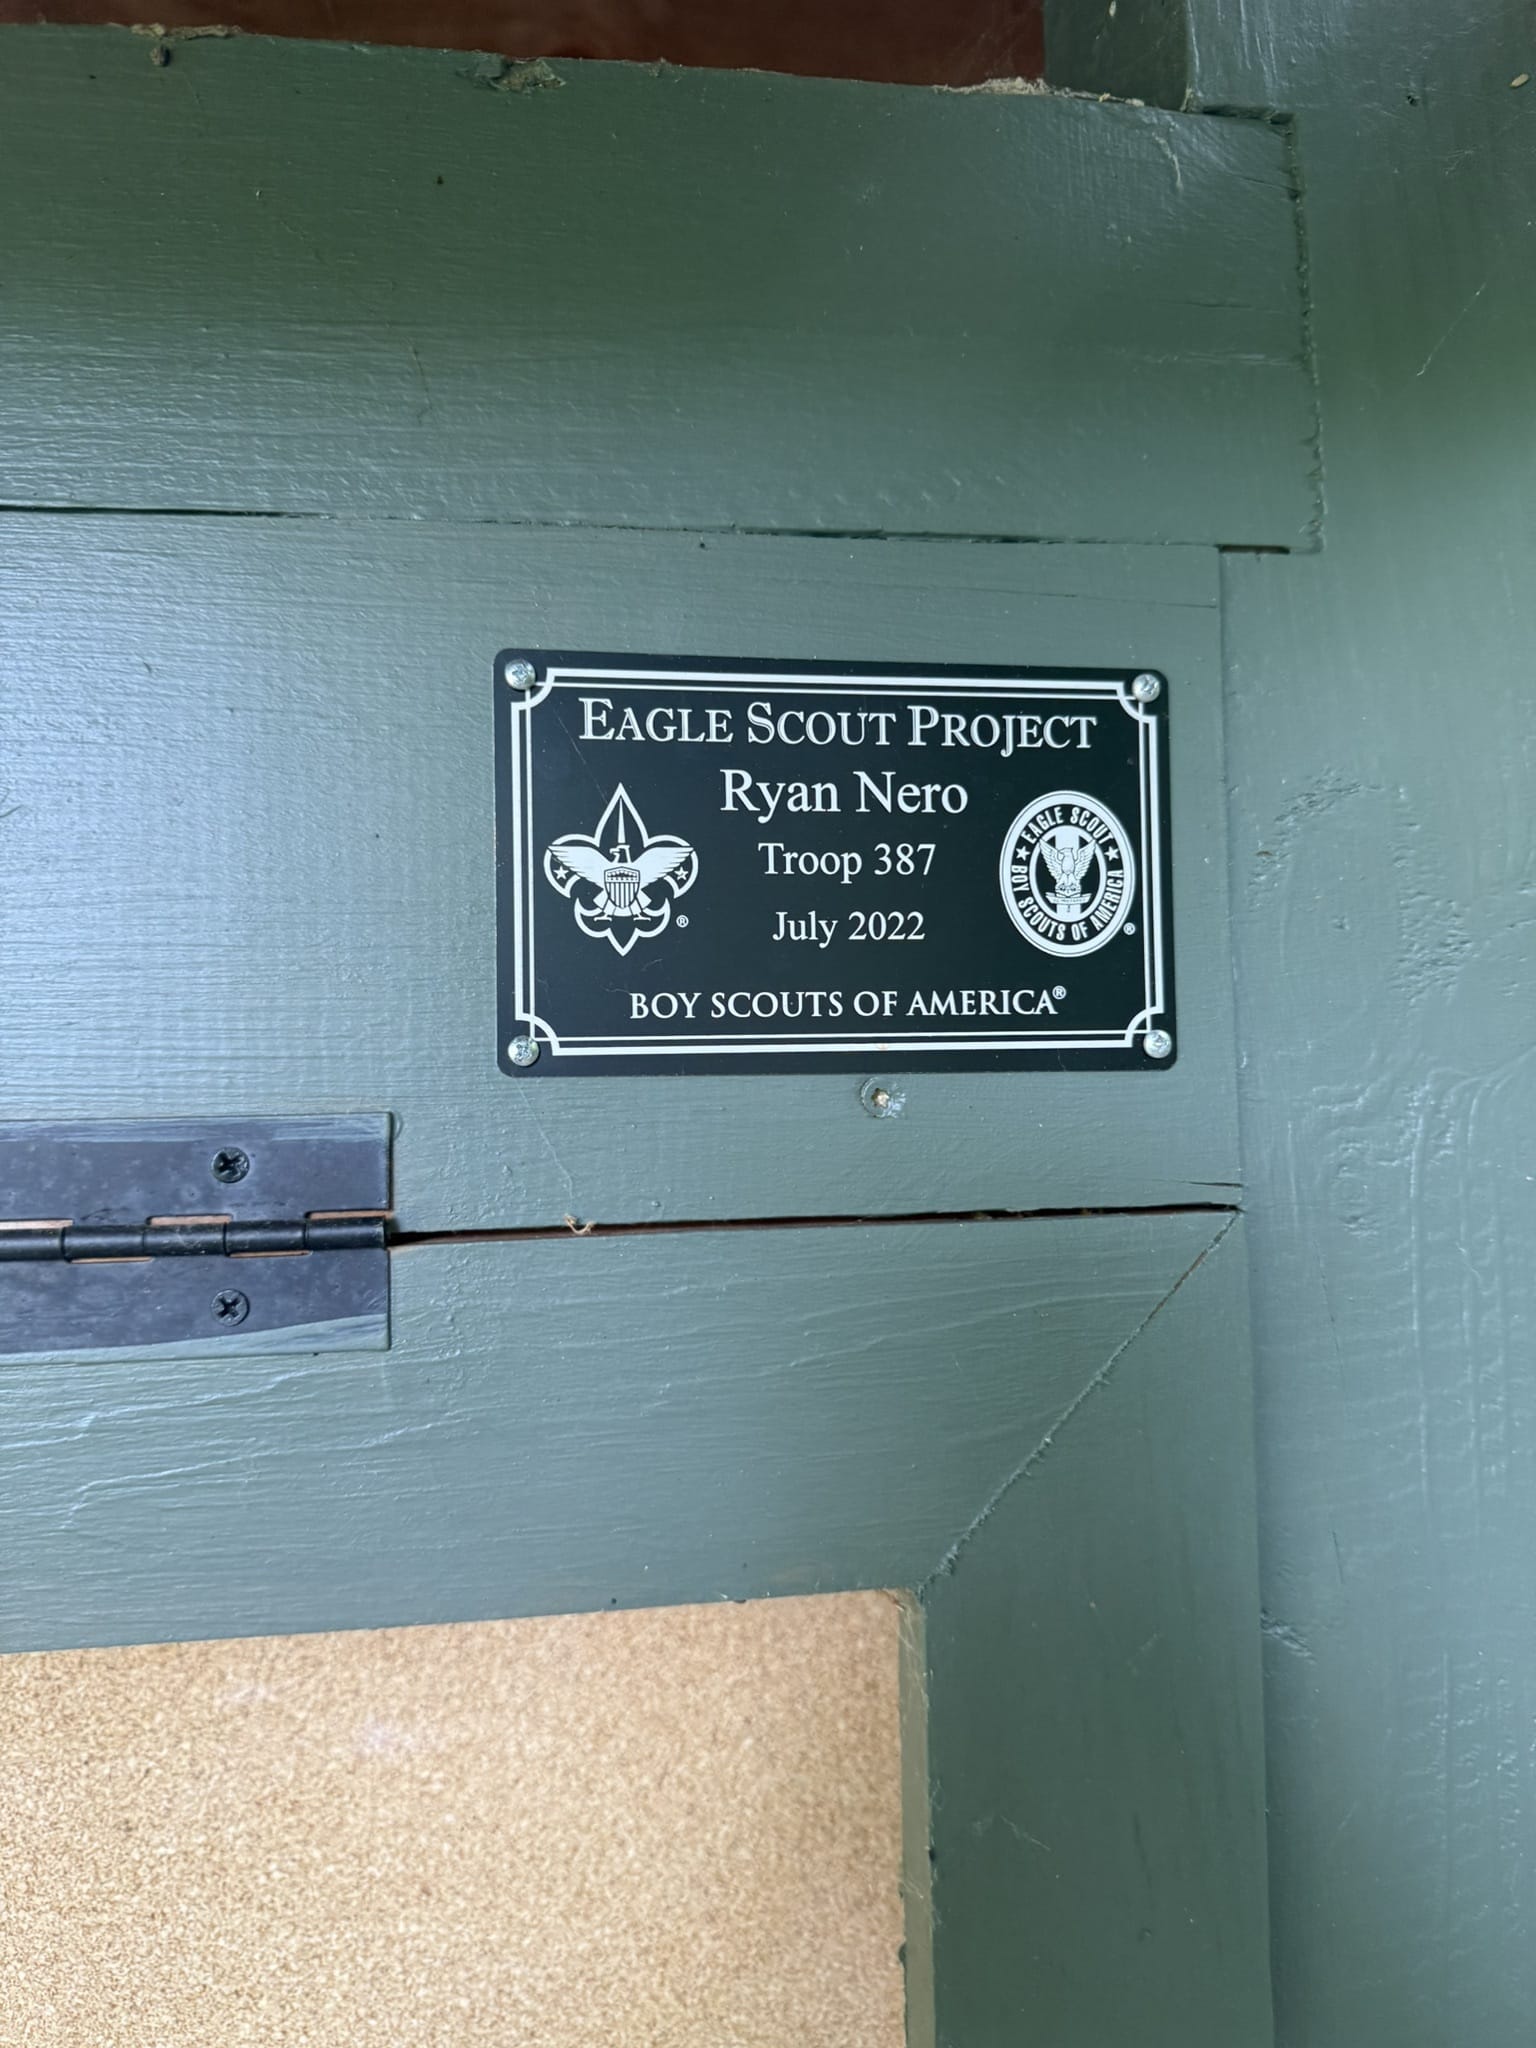 EAGLE SCOUT PROJECT
Ryan Nero
Troop 387
July 2022
BOY SCOUTS OF AMERICA®
®
EAGLE SCOUT
BOY SCOUTS OF AMERICA
®